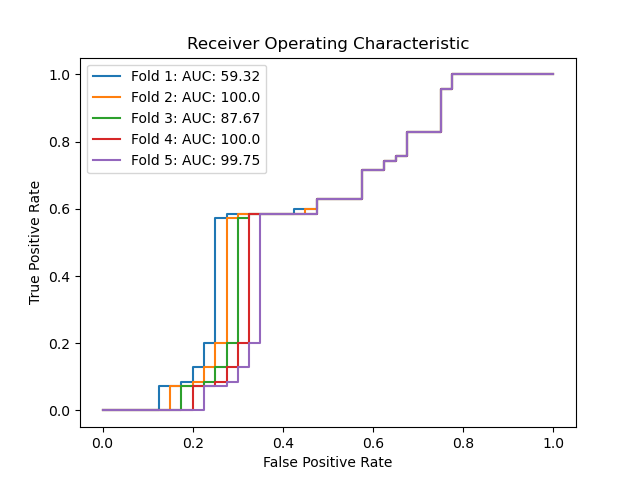 Receiver Operating Characteristic
Fold 1: AUC: 59.32
Fold 2: AUC: 100.0
Fold 3: AUC: 87.67
Fold 4: AUC: 100.0
Fold 5: AUC: 99.75
True Positive Rate
1.0
0.8
0.6
0.4
0.2
0.0
0.0 0.2 0.4 0.6 0.8 1.0
False Positive Rate